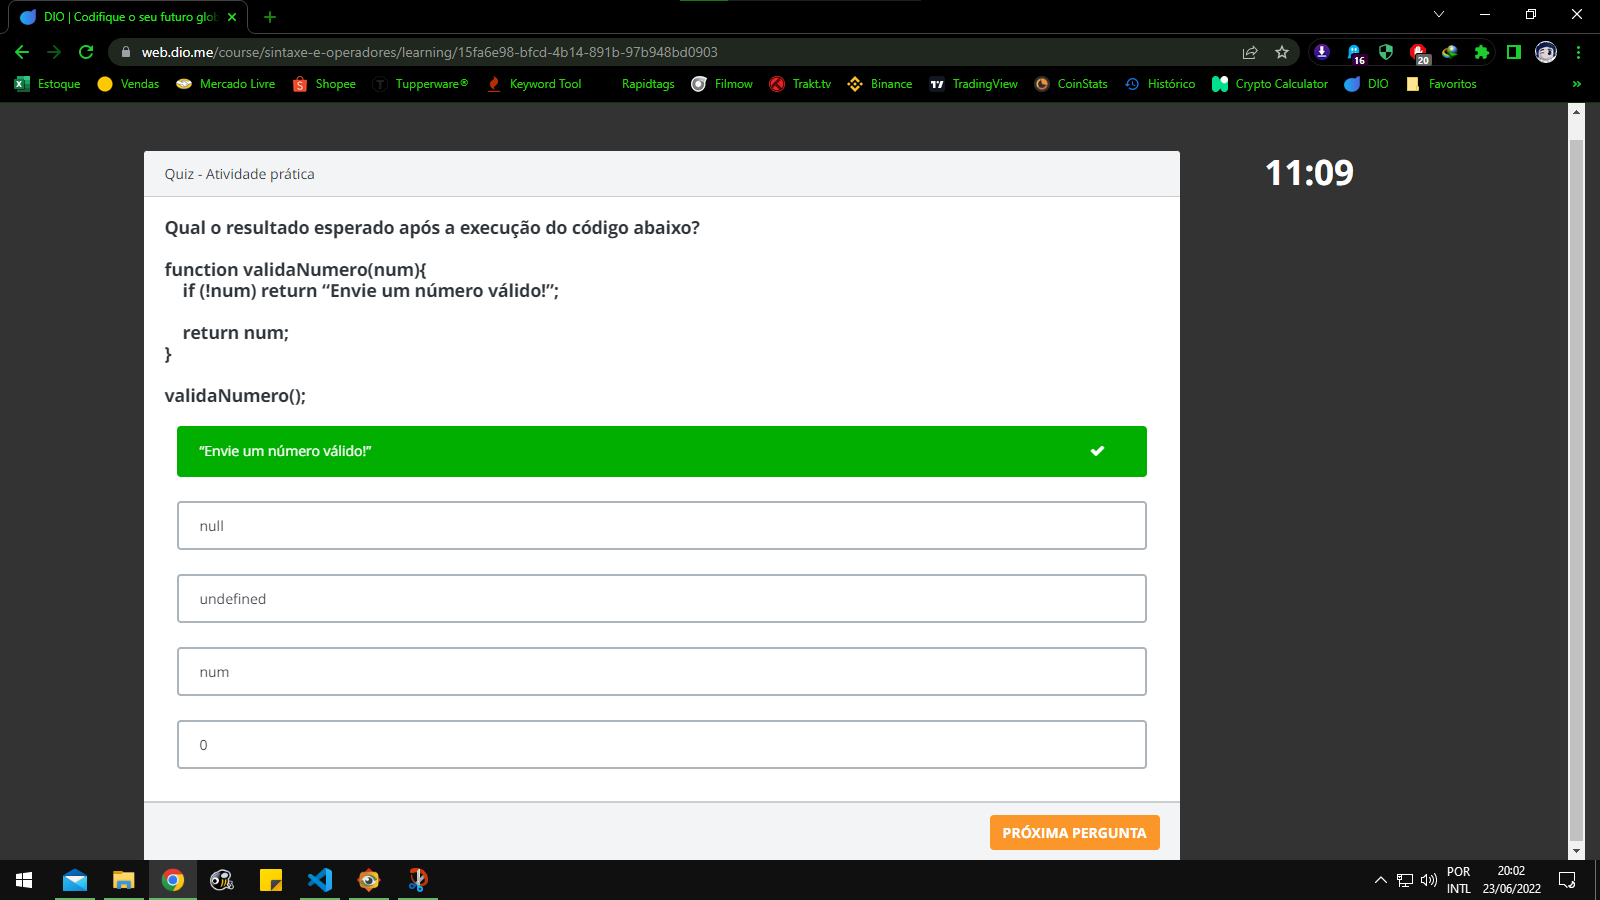 DIO | Codifique o seu futuro glob
web.dio.me/course/sintaxe-e-operadores/learning/15fa6e98-bfcd-4b14-891b-97b948bd0903
16
20
Estoque
Vendas
Mercado Livre
Shopee
Tupperware®
Keyword Tool
Rapidtags
Filmow
Trakt.tv
Binance
TradingView
CoinStats
Histórico
Crypto Calculator
DIO
Favoritos
»
Quiz - Atividade prática
11:09
Qual o resultado esperado após a execução do código abaixo?
function validaNumero(num){
if (!num) return “Envie um número válido!”;
return num;
}
validaNumero();
“Envie um número válido!”
null
undefined
num
0
PRÓXIMA PERGUNTA
POR
INTL
20:02
23/06/2022